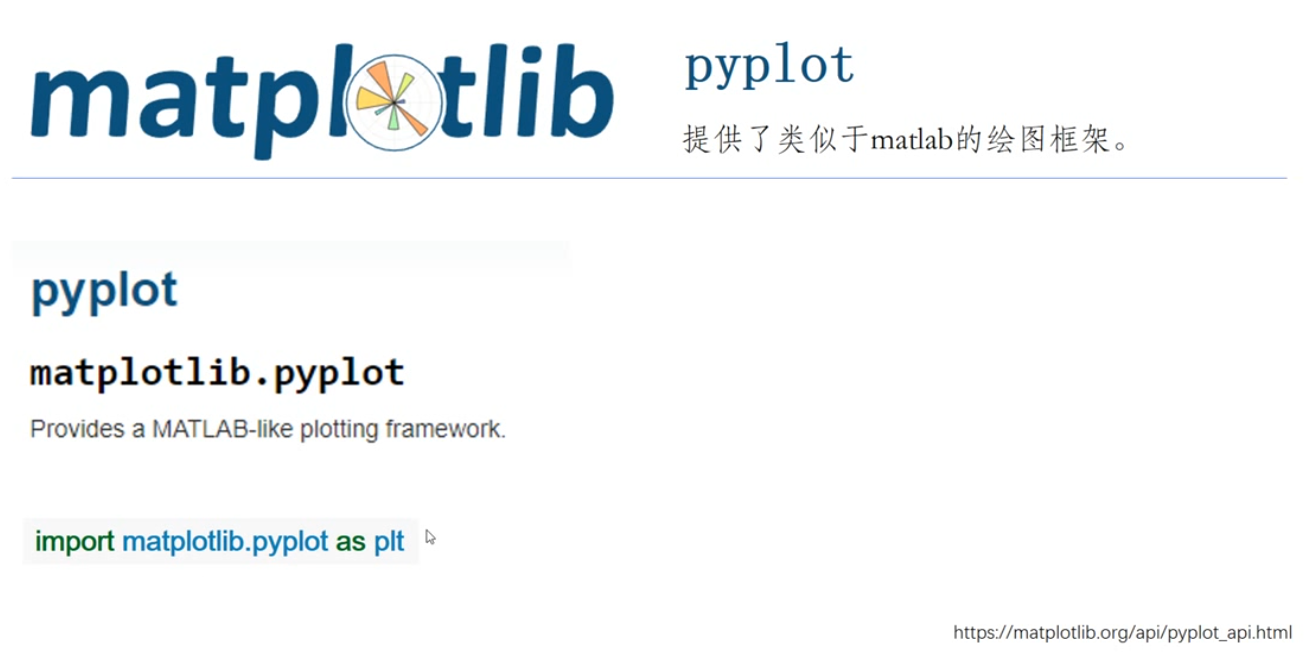 matplotlib
pyplot
提供了类似于matlab的绘图框架。
pyplot
matplotlib.pyplot
Provides a MATLAB-like plotting framework.
import matplotlib.pyplot as plt
https://matplotlib.org/api/pyplot_api.html